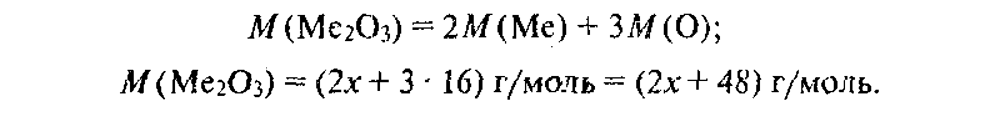 M(Me₂O₃) = 2M(Me) + 3M(O);
M(Me₂O₃) = (2x + 3 · 16) г/моль = (2x + 48) г/моль.